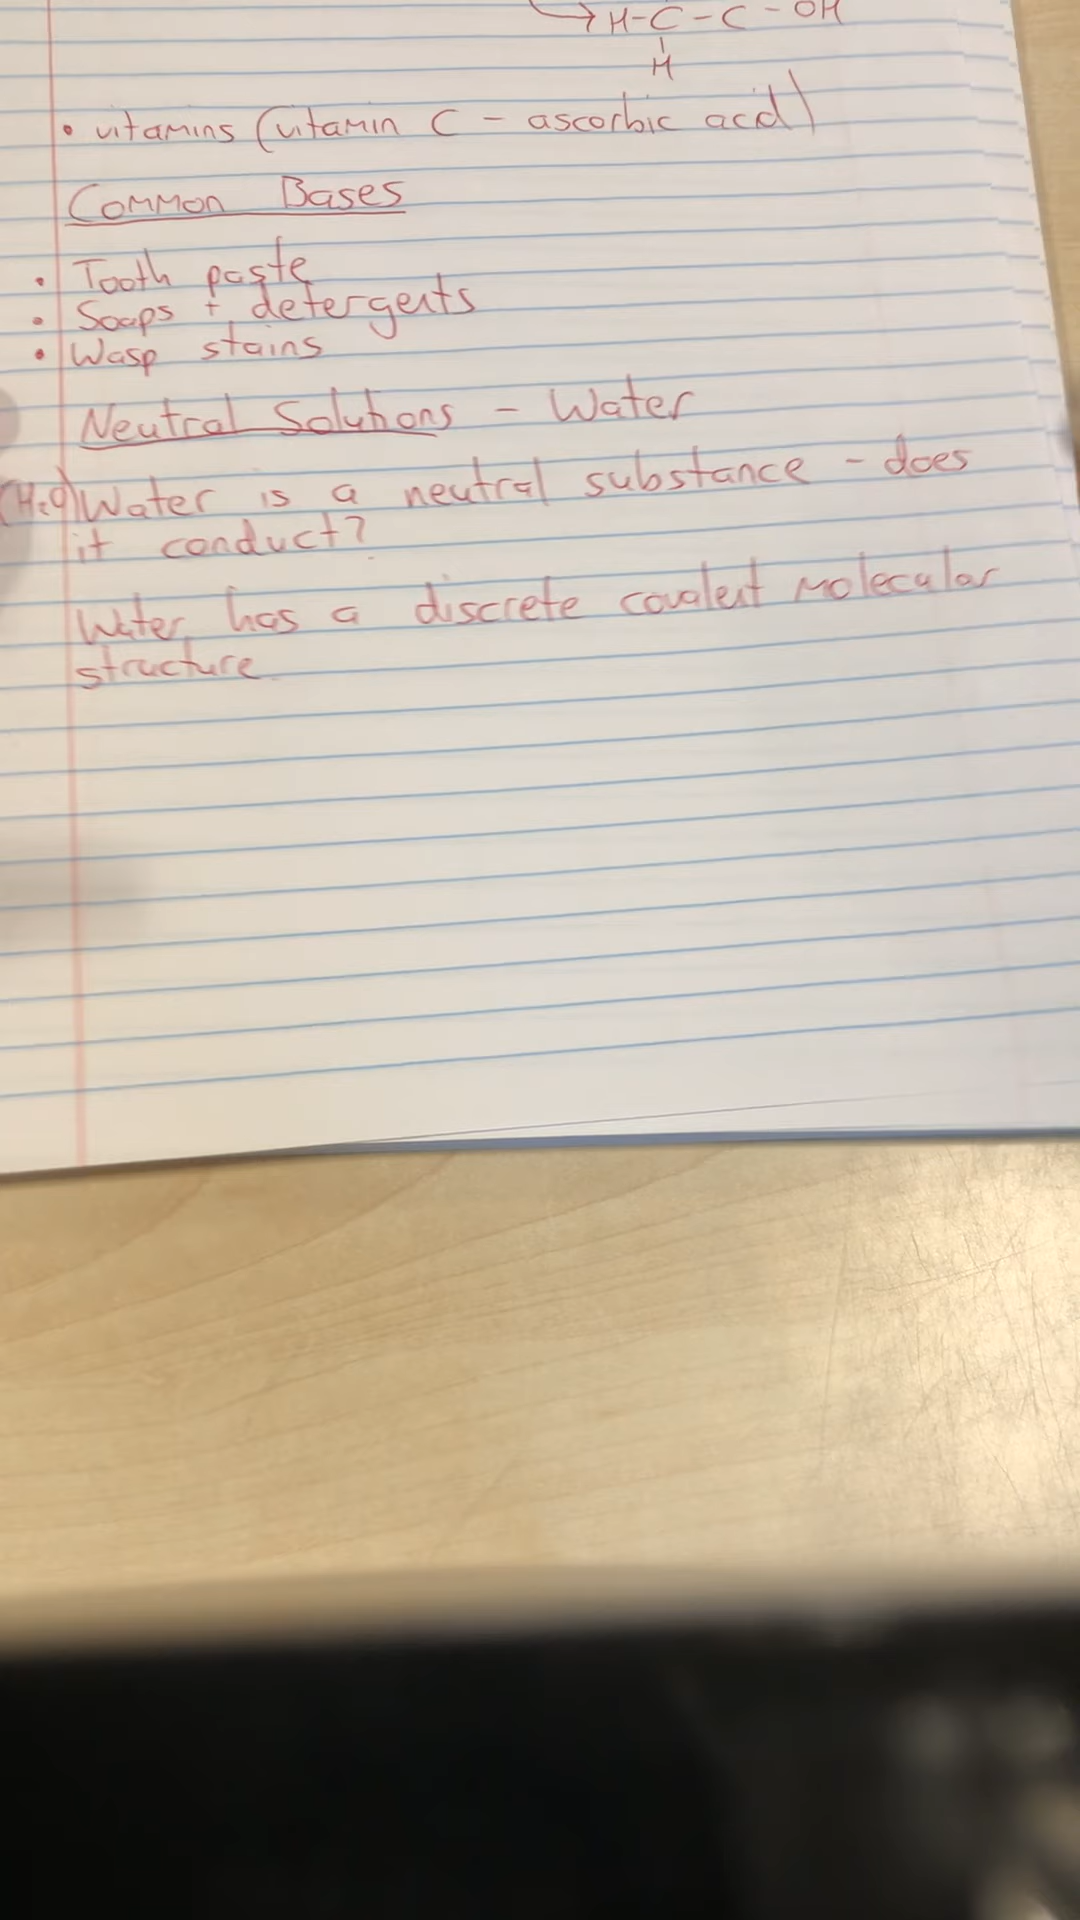 H-C-C-OH
H
• vitamins (vitamin C - ascorbic acid)
Common Bases
• Tooth paste
• Soaps + detergents
• Wasp stains
Neutral Solutions - Water
(H₂O) Water is a neutral substance - does
it conduct?
Water has a discrete covalent molecular
structure.